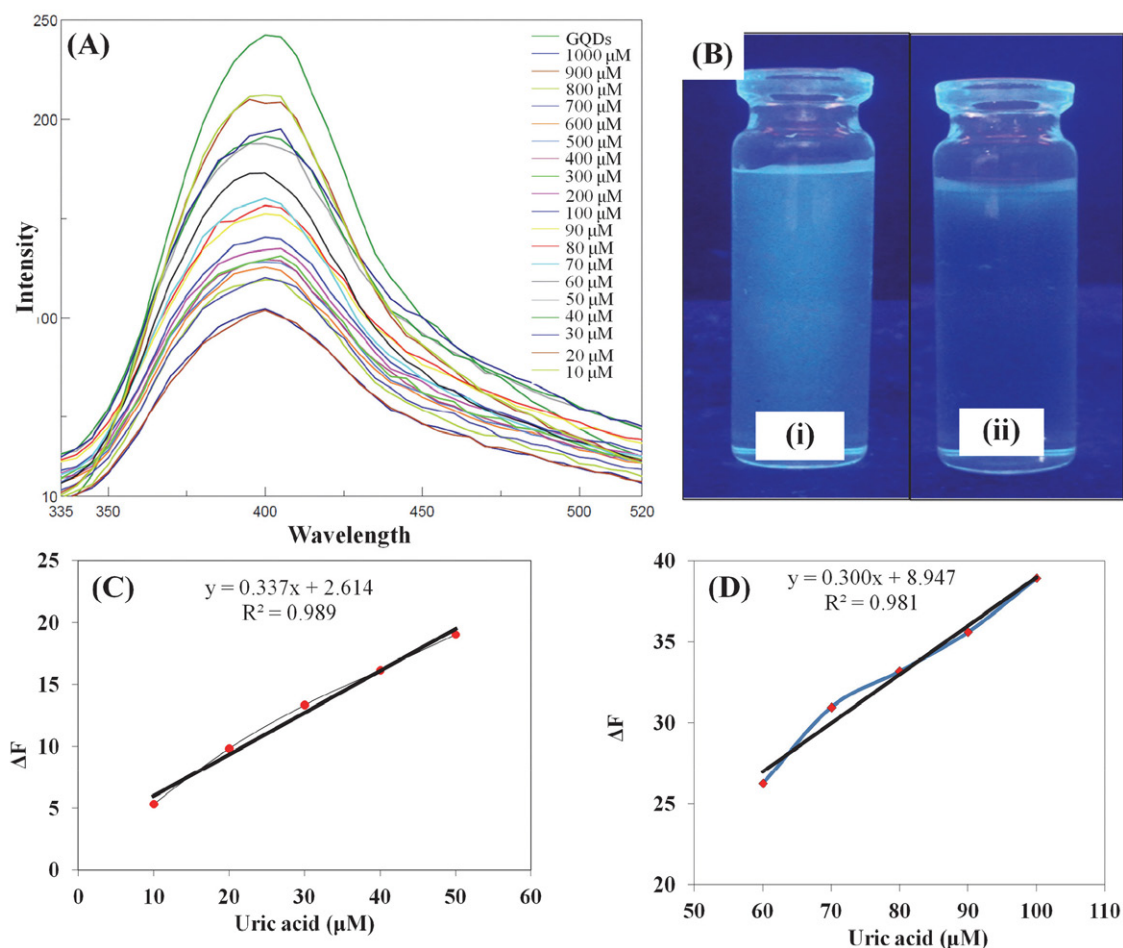 (A)
250
200
100
10
Intensity
335 350 400 450 500 520
Wavelength
GQDs
1000 μM
900 μM
800 μM
700 μM
600 μM
500 μM
400 μM
300 μM
200 μM
100 μM
90 μM
80 μM
70 μM
60 μM
50 μM
40 μM
30 μM
20 μM
10 μM
(B)
(i)
(ii)
(C)
y = 0.337x + 2.614
R² = 0.989
25
20
15
10
5
0
ΔF
0 10 20 30 40 50 60
Uric acid (μM)
(D)
y = 0.300x + 8.947
R² = 0.981
40
35
30
25
20
ΔF
50 60 70 80 90 100 110
Uric acid (μM)